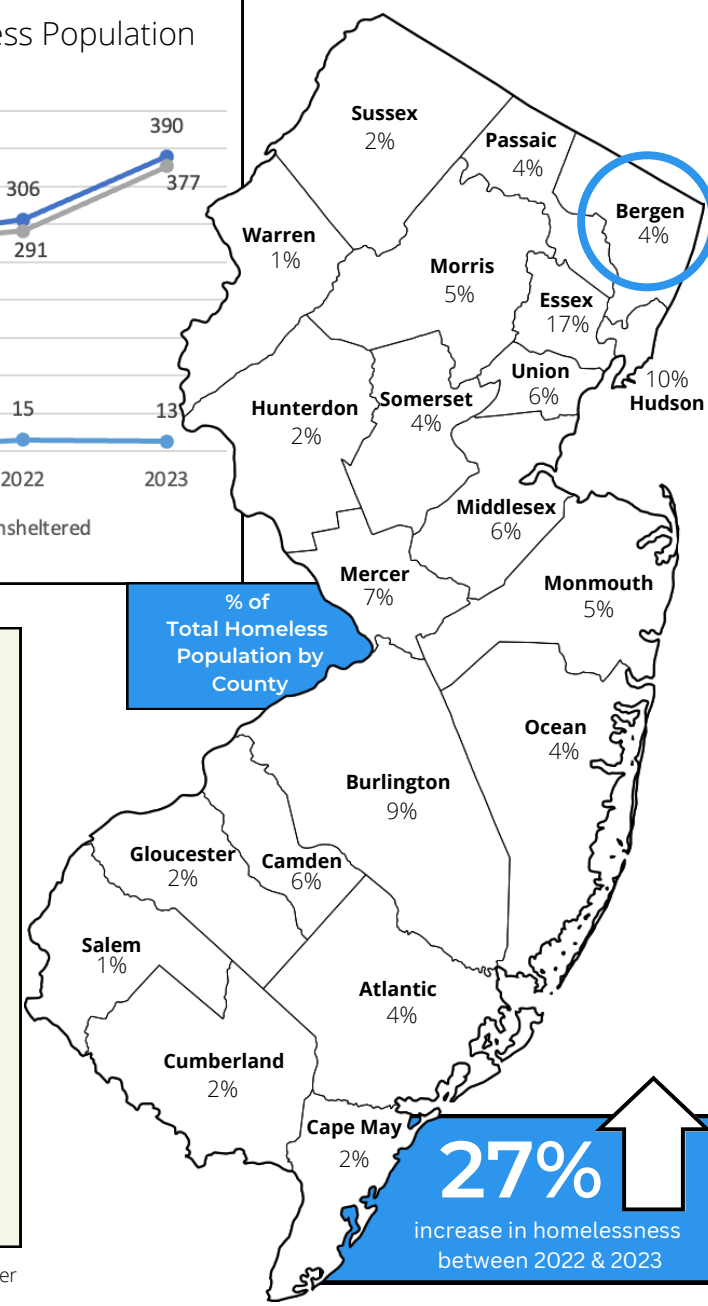 Population
390
306
377
291
15
13
2022
2023
Sussex
2%
Passaic
4%
Bergen
4%
Warren
1%
Morris
5%
Essex
17%
Union
6%
10%
Hudson
Hunterdon
2%
Somerset
4%
Middlesex
6%
Mercer
7%
Monmouth
5%
% of
Total Homeless
Population by
County
Ocean
4%
Burlington
9%
Gloucester
2%
Camden
6%
Salem
1%
Atlantic
4%
Cumberland
2%
Cape May
2%
27%
increase in homelessness
between 2022 & 2023